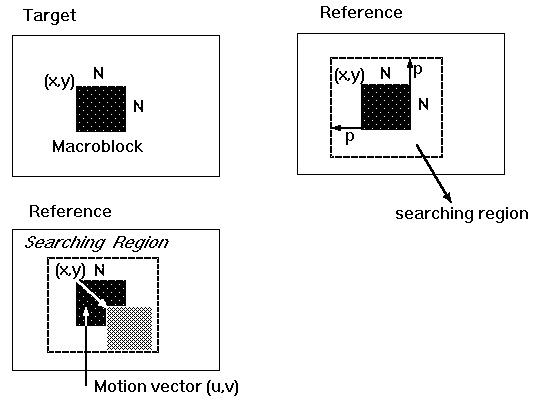 Target
(x,y) N
N
Macroblock
Reference
(x,y) N p
N
p
searching region
Reference
Searching Region
(x,y) N
Motion vector (u,v)